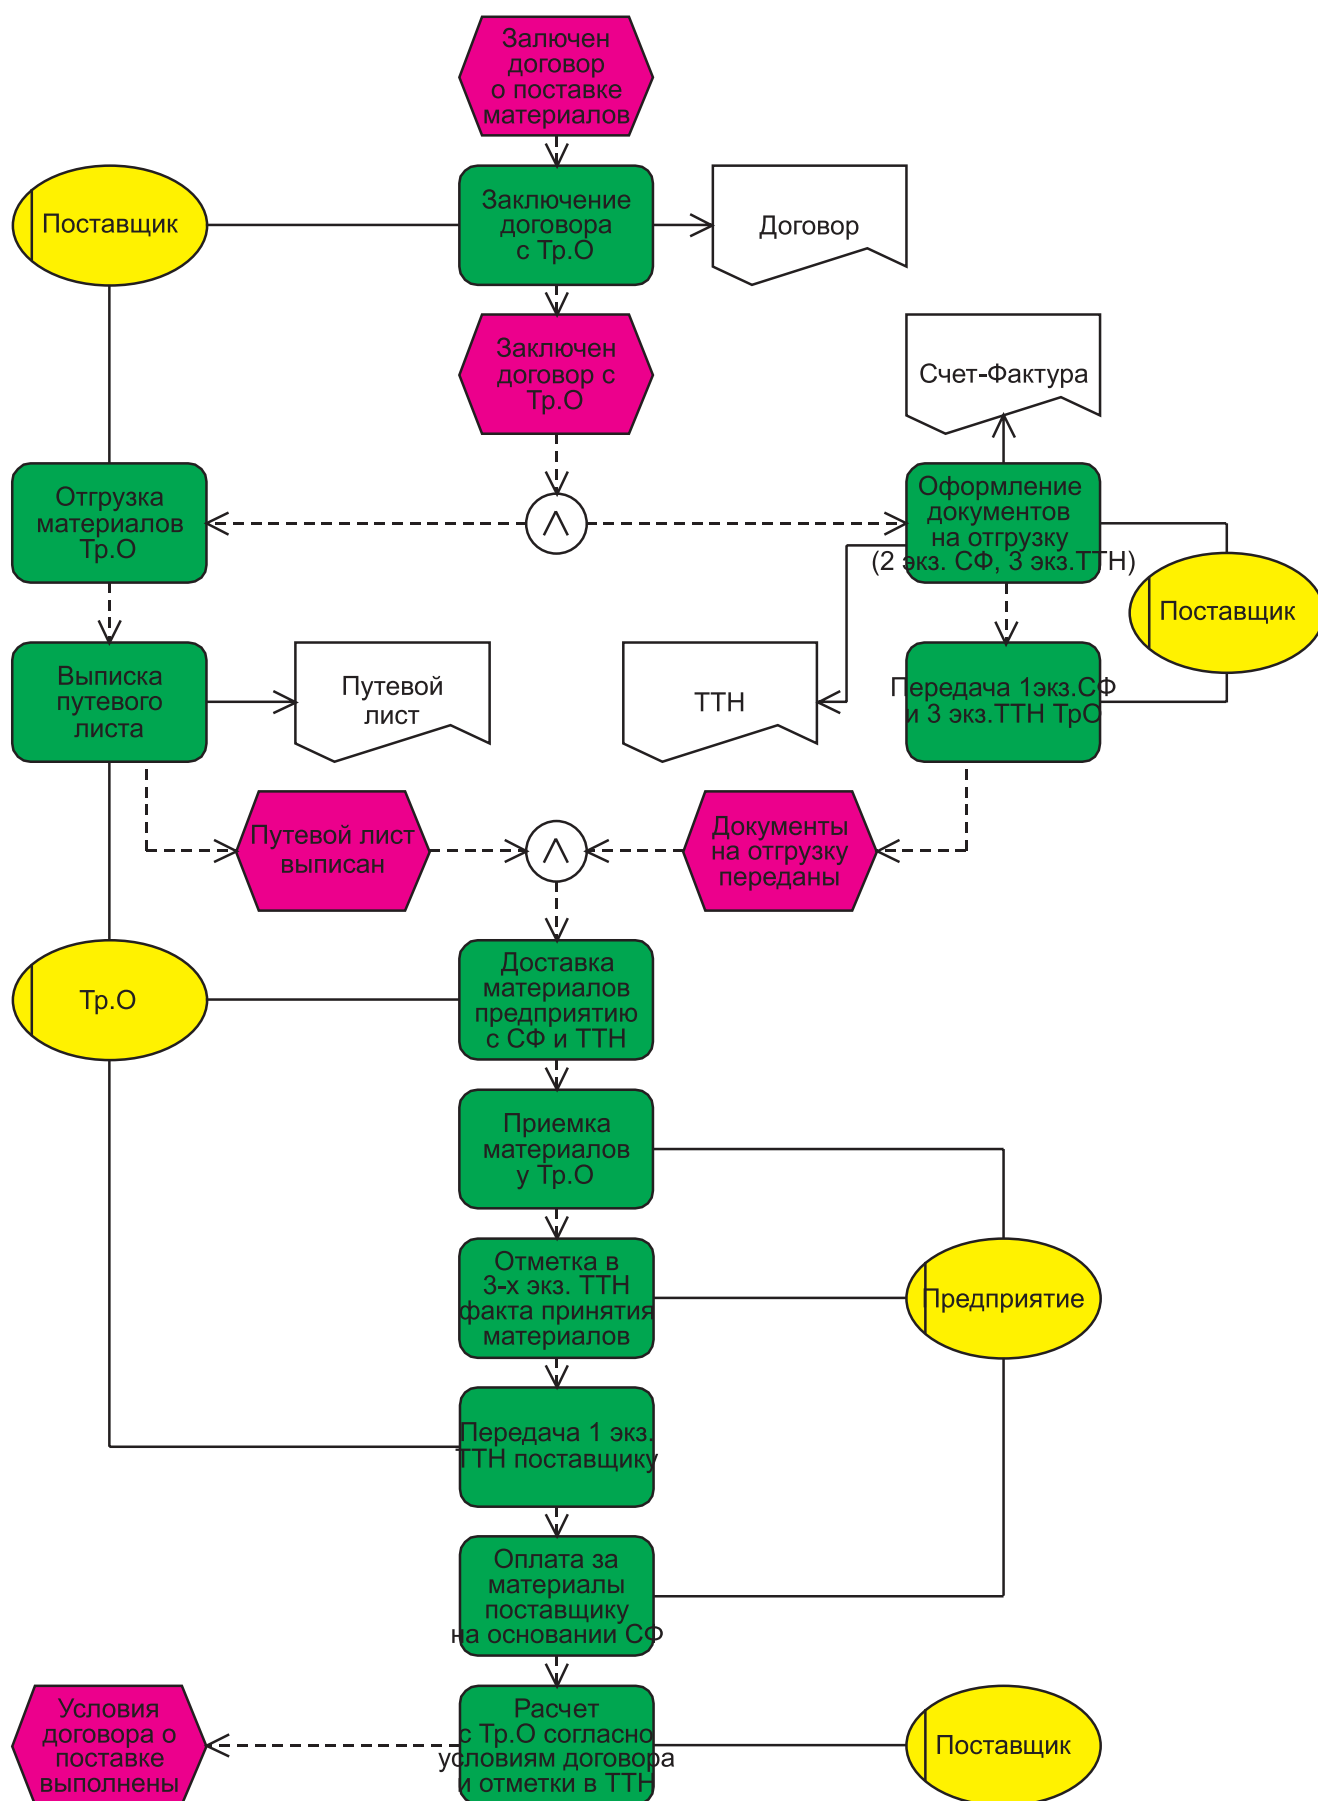 Залючен
договор
о поставке
материалов
Поставщик
Заключение
договора
с Тр.О
Договор
Заключен
договор с
Тр.О
Счет-Фактура
Отгрузка
материалов
Тр.О
Оформление
документов
на отгрузку
(2 экз. СФ, 3 экз.ТТН)
Поставщик
Выписка
путевого
листа
Путевой
лист
ТТН
Передача 1экз.СФ
и 3 экз.ТТН ТрО
Путевой лист
выписан
Документы
на отгрузку
переданы
Тр.О
Доставка
материалов
предприятию
с СФ и ТТН
Приемка
материалов
у Тр.О
Отметка в
3-х экз. ТТН
факта принятия
материалов
Предприятие
Передача 1 экз.
ТТН поставщику
Оплата за
материалы
поставщику
на основании СФ
Условия
договора о
поставке
выполнены
Расчет
с Тр.О согласно
условиям договора
и отметки в ТТН
Поставщик